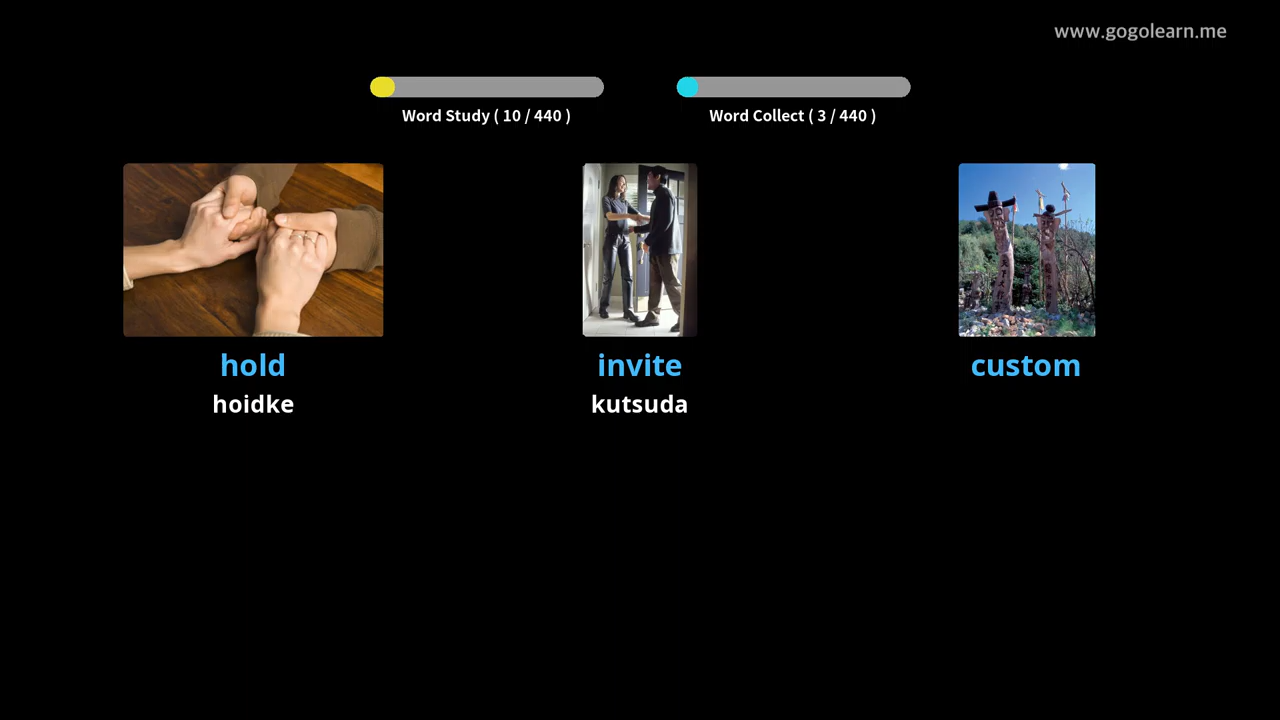 www.gogolearn.me
Word Study ( 10 / 440 )
Word Collect ( 3 / 440 )
hold
hoidke
invite
kutsuda
custom